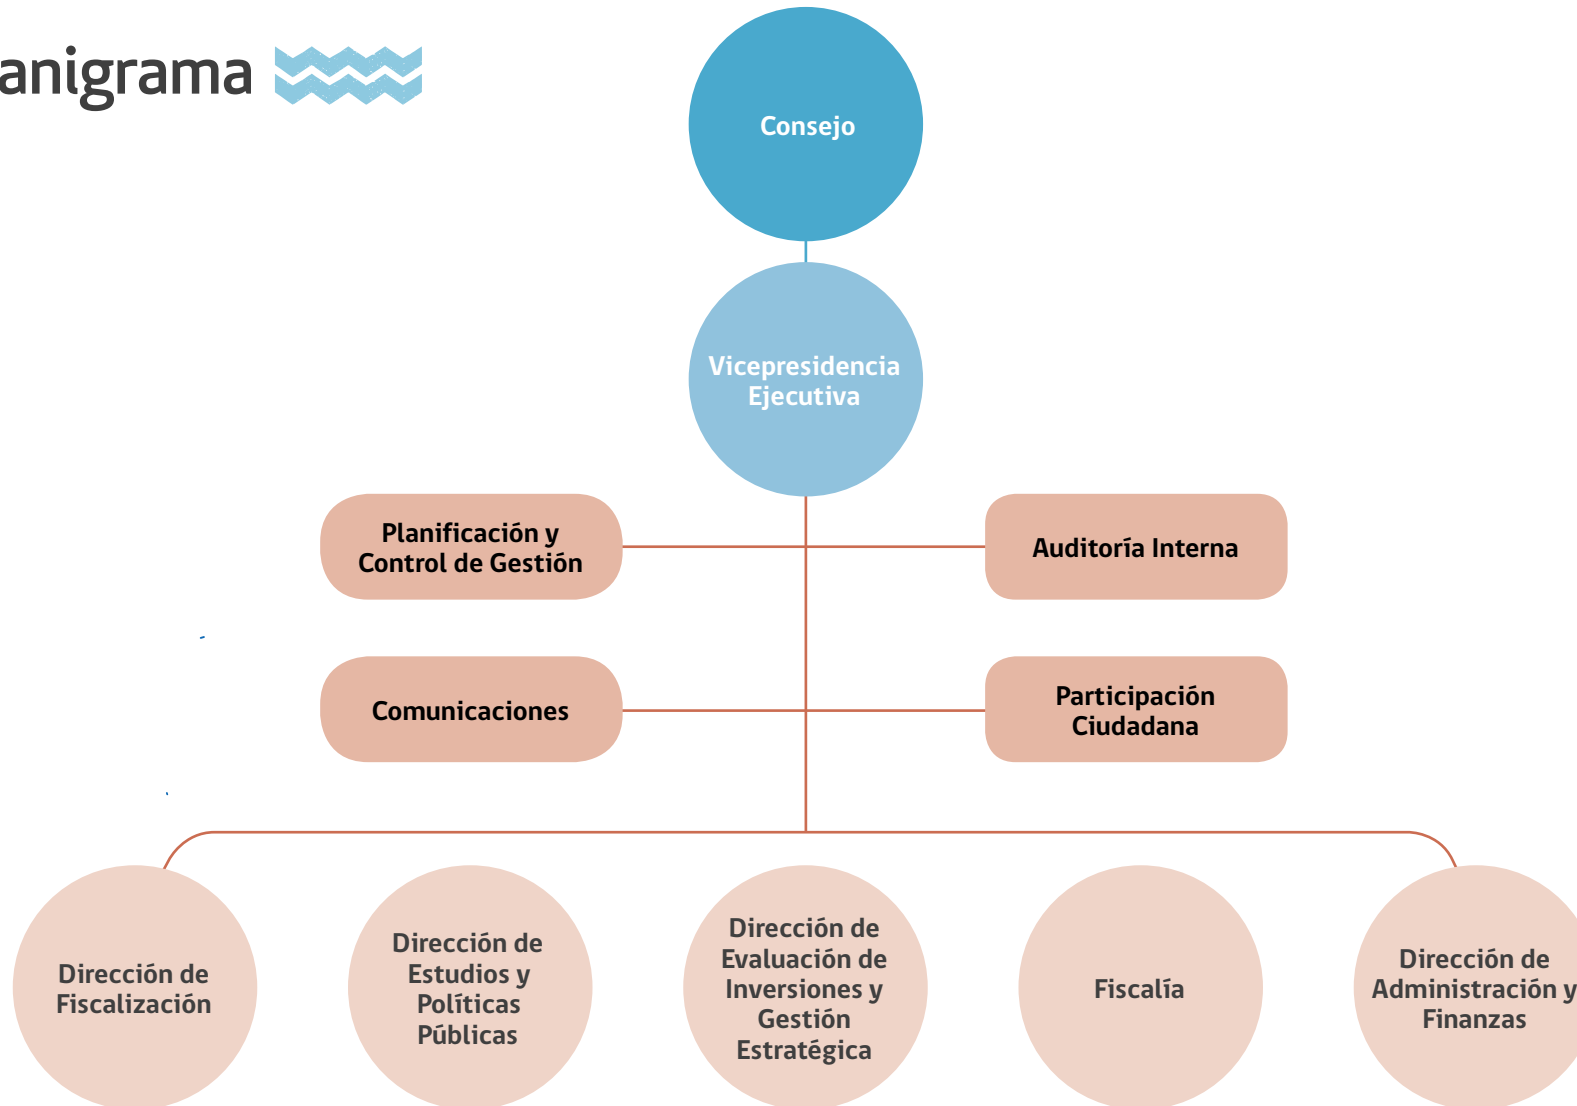 anigrama
Consejo
Vicepresidencia
Ejecutiva
Planificación y
Control de Gestión
Auditoría Interna
Comunicaciones
Participación
Ciudadana
Dirección de
Fiscalización
Dirección de
Estudios y
Políticas
Públicas
Dirección de
Evaluación de
Inversiones y
Gestión
Estratégica
Fiscalía
Dirección de
Administración y
Finanzas